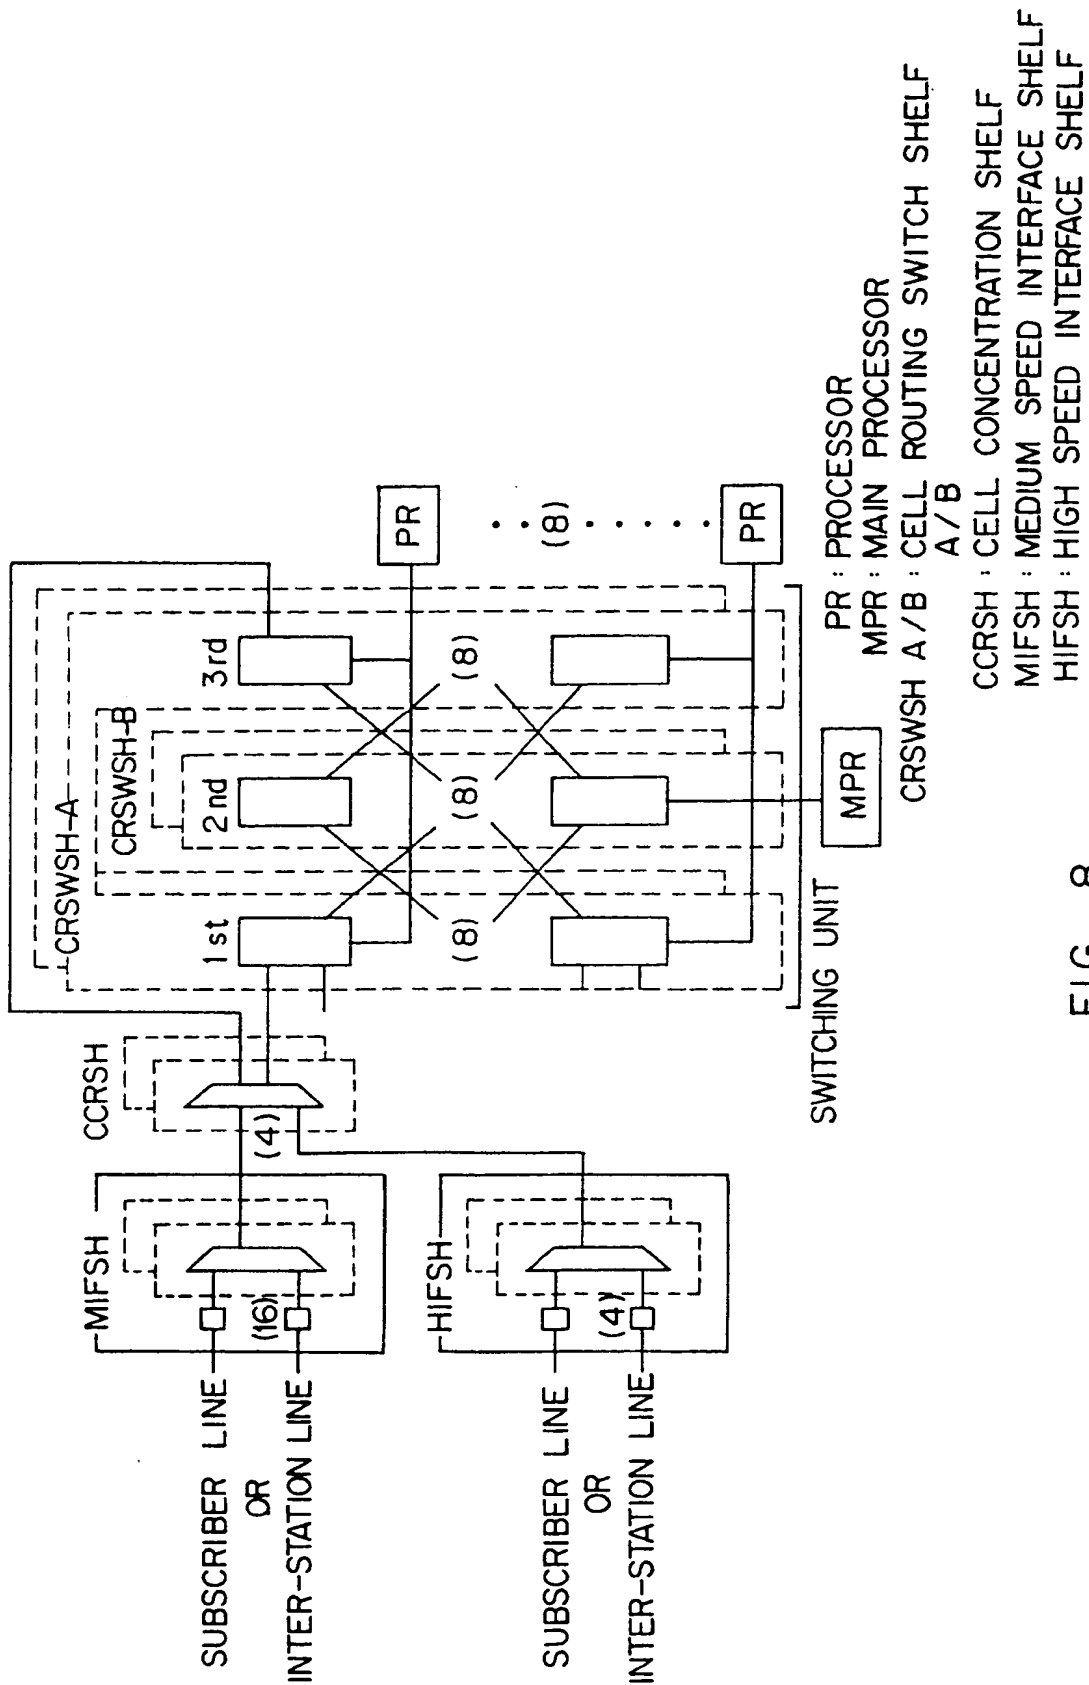 SUBSCRIBER LINE
OR
INTER-STATION LINE
MIFSH
(16)
SUBSCRIBER LINE
OR
INTER-STATION LINE
HIFSH
(4)
CCRSH
(4)
CRSWSH-A
CRSWSH-B
1st
2nd
3rd
(8)
(8)
(8)
PR
(8)
PR
MPR
SWITCHING UNIT
PR : PROCESSOR
MPR : MAIN PROCESSOR
CRSWSH A/B : CELL ROUTING SWITCH SHELF
A/B
CCRSH : CELL CONCENTRATION SHELF
MIFSH : MEDIUM SPEED INTERFACE SHELF
HIFSH : HIGH SPEED INTERFACE SHELF
FIG. 8